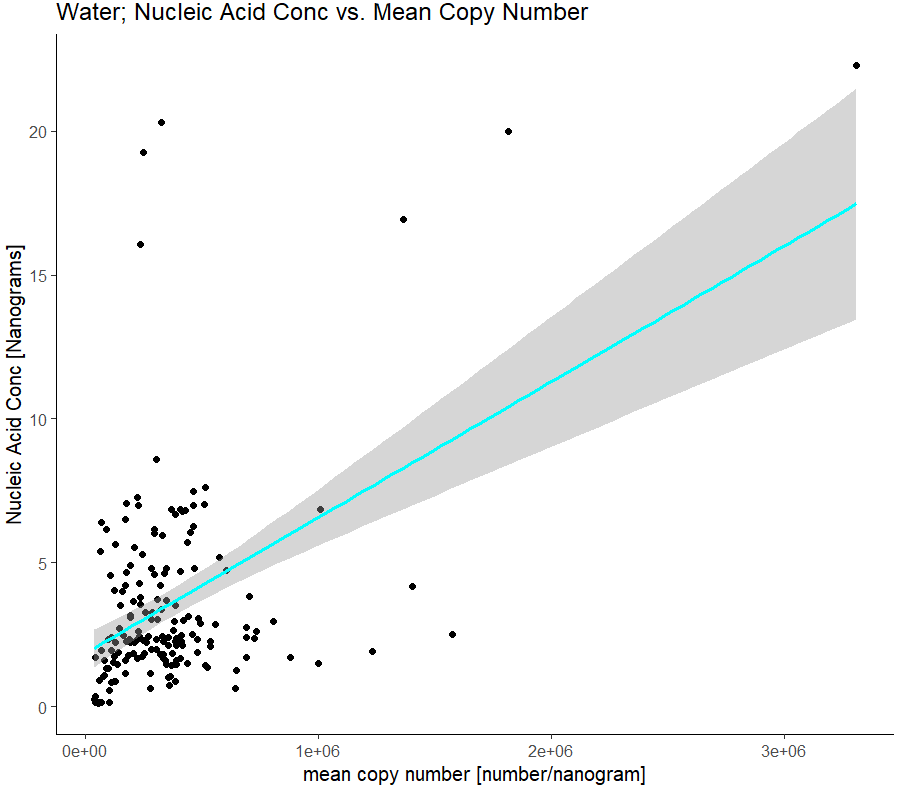 Water; Nucleic Acid Conc vs. Mean Copy Number
Nucleic Acid Conc [Nanograms]
20
15
10
5
0
0e+00 1e+06 2e+06 3e+06
mean copy number [number/nanogram]